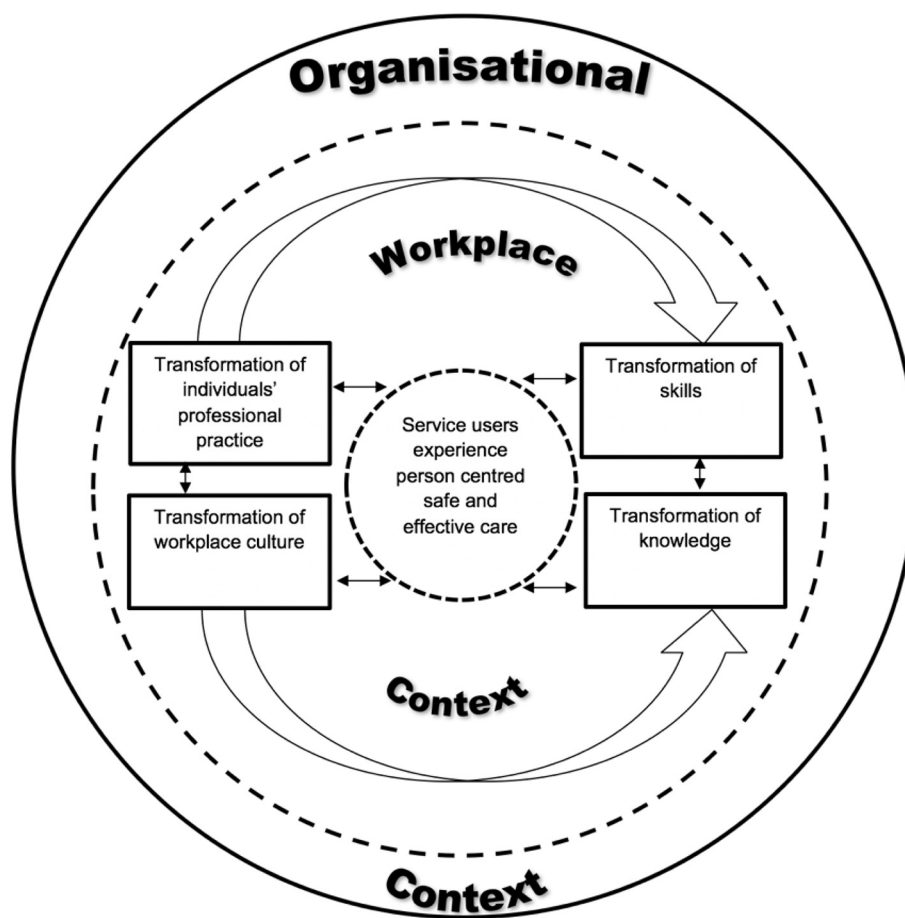 Organisational
Workplace
Transformation of
individuals’
professional
practice
Transformation of
skills
Service users
experience
person centred
safe and
effective care
Transformation of
workplace culture
Transformation of
knowledge
Context
Context